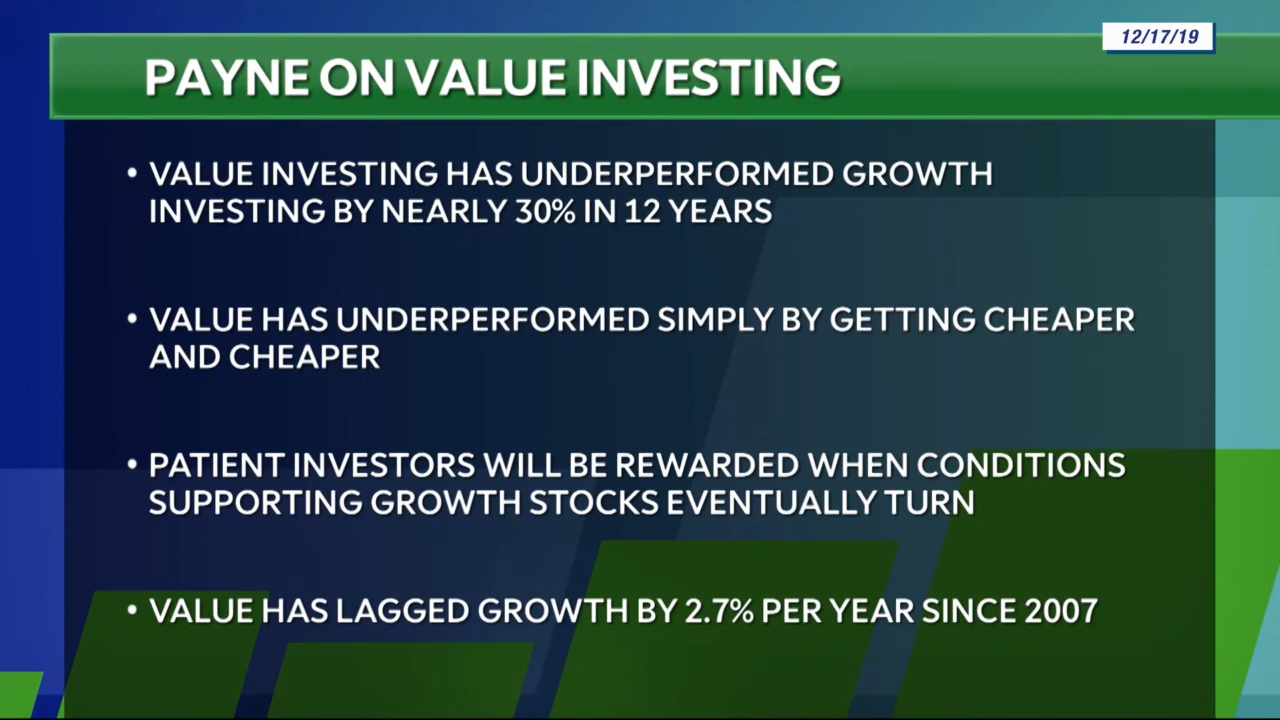 12/17/19
PAYNE ON VALUE INVESTING
• VALUE INVESTING HAS UNDERPERFORMED GROWTH
INVESTING BY NEARLY 30% IN 12 YEARS
• VALUE HAS UNDERPERFORMED SIMPLY BY GETTING CHEAPER
AND CHEAPER
• PATIENT INVESTORS WILL BE REWARDED WHEN CONDITIONS
SUPPORTING GROWTH STOCKS EVENTUALLY TURN
• VALUE HAS LAGGED GROWTH BY 2.7% PER YEAR SINCE 2007